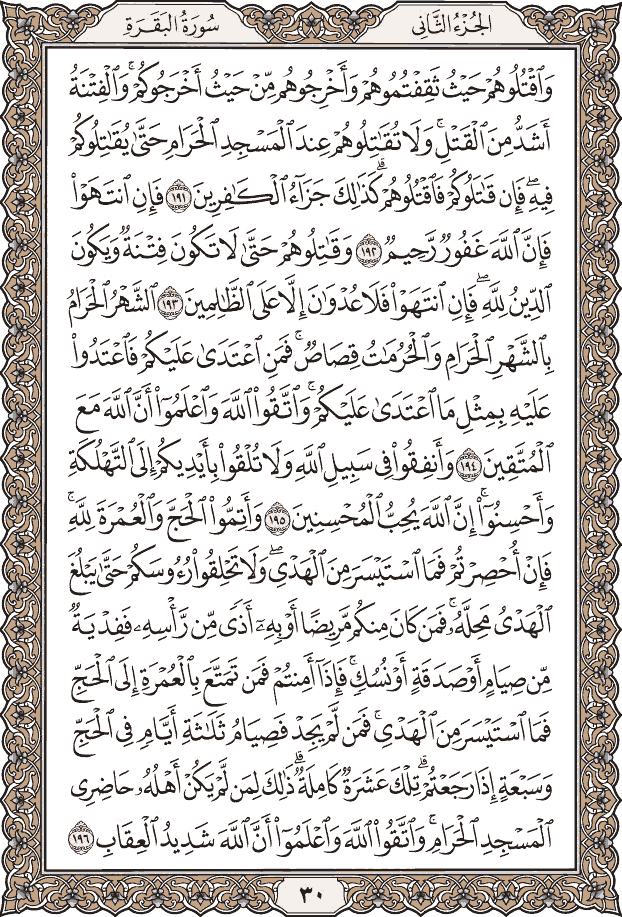 الجُزْءُ الثَّانِي
سُورَةُ البَقَرَةِ
وَٱقْتُلُوهُمْ حَيْثُ ثَقِفْتُمُوهُمْ وَأَخْرِجُوهُم مِّنْ حَيْثُ أَخْرَجُوكُمْ ۚ وَٱلْفِتْنَةُ
أَشَدُّ مِنَ ٱلْقَتْلِ ۚ وَلَا تُقَٰتِلُوهُمْ عِندَ ٱلْمَسْجِدِ ٱلْحَرَامِ حَتَّىٰ يُقَٰتِلُوكُمْ
فِيهِ ۖ فَإِن قَٰتَلُوكُمْ فَٱقْتُلُوهُمْ ۗ كَذَٰلِكَ جَزَآءُ ٱلْكَٰفِرِينَ ١٩١ فَإِنِ ٱنتَهَوْا۟
فَإِنَّ ٱللَّهَ غَفُورٌ رَّحِيمٌ ١٩٢ وَقَٰتِلُوهُمْ حَتَّىٰ لَا تَكُونَ فِتْنَةٌ وَيَكُونَ
ٱلدِّينُ لِلَّهِ ۖ فَإِنِ ٱنتَهَوْا۟ فَلَا عُدْوَٰنَ إِلَّا عَلَى ٱلظَّٰلِمِينَ ١٩٣ ٱلشَّهْرُ ٱلْحَرَامُ
بِٱلشَّهْرِ ٱلْحَرَامِ وَٱلْحُرُمَٰتُ قِصَاصٌ ۚ فَمَنِ ٱعْتَدَىٰ عَلَيْكُمْ فَٱعْتَدُوا۟
عَلَيْهِ بِمِثْلِ مَا ٱعْتَدَىٰ عَلَيْكُمْ ۚ وَٱتَّقُوا۟ ٱللَّهَ وَٱعْلَمُوٓا۟ أَنَّ ٱللَّهَ مَعَ
ٱلْمُتَّقِينَ ١٩٤ وَأَنفِقُوا۟ فِى سَبِيلِ ٱللَّهِ وَلَا تُلْقُوا۟ بِأَيْدِيكُمْ إِلَى ٱلتَّهْلُكَةِ
وَأَحْسِنُوٓا۟ ۚ إِنَّ ٱللَّهَ يُحِبُّ ٱلْمُحْسِنِينَ ١٩٥ وَأَتِمُّوا۟ ٱلْحَجَّ وَٱلْعُمْرَةَ لِلَّهِ ۚ
فَإِنْ أُحْصِرْتُمْ فَمَا ٱسْتَيْسَرَ مِنَ ٱلْهَدْىِ ۖ وَلَا تَحْلِقُوا۟ رُءُوسَكُمْ حَتَّىٰ يَبْلُغَ
ٱلْهَدْىُ مَحِلَّهُۥ ۚ فَمَن كَانَ مِنكُم مَّرِيضًا أَوْ بِهِۦٓ أَذًى مِّن رَّأْسِهِۦ فَفِدْيَةٌ
مِّن صِيَامٍ أَوْ صَدَقَةٍ أَوْ نُسُكٍ ۚ فَإِذَآ أَمِنتُمْ فَمَن تَمَتَّعَ بِٱلْعُمْرَةِ إِلَى ٱلْحَجِّ
فَمَا ٱسْتَيْسَرَ مِنَ ٱلْهَدْىِ ۚ فَمَن لَّمْ يَجِدْ فَصِيَامُ ثَلَٰثَةِ أَيَّامٍ فِى ٱلْحَجِّ
وَسَبْعَةٍ إِذَا رَجَعْتُمْ ۗ تِلْكَ عَشَرَةٌ كَامِلَةٌ ۗ ذَٰلِكَ لِمَن لَّمْ يَكُنْ أَهْلُهُۥ حَاضِرِى
ٱلْمَسْجِدِ ٱلْحَرَامِ ۚ وَٱتَّقُوا۟ ٱللَّهَ وَٱعْلَمُوٓا۟ أَنَّ ٱللَّهَ شَدِيدُ ٱلْعِقَابِ ١٩٦
٣٠